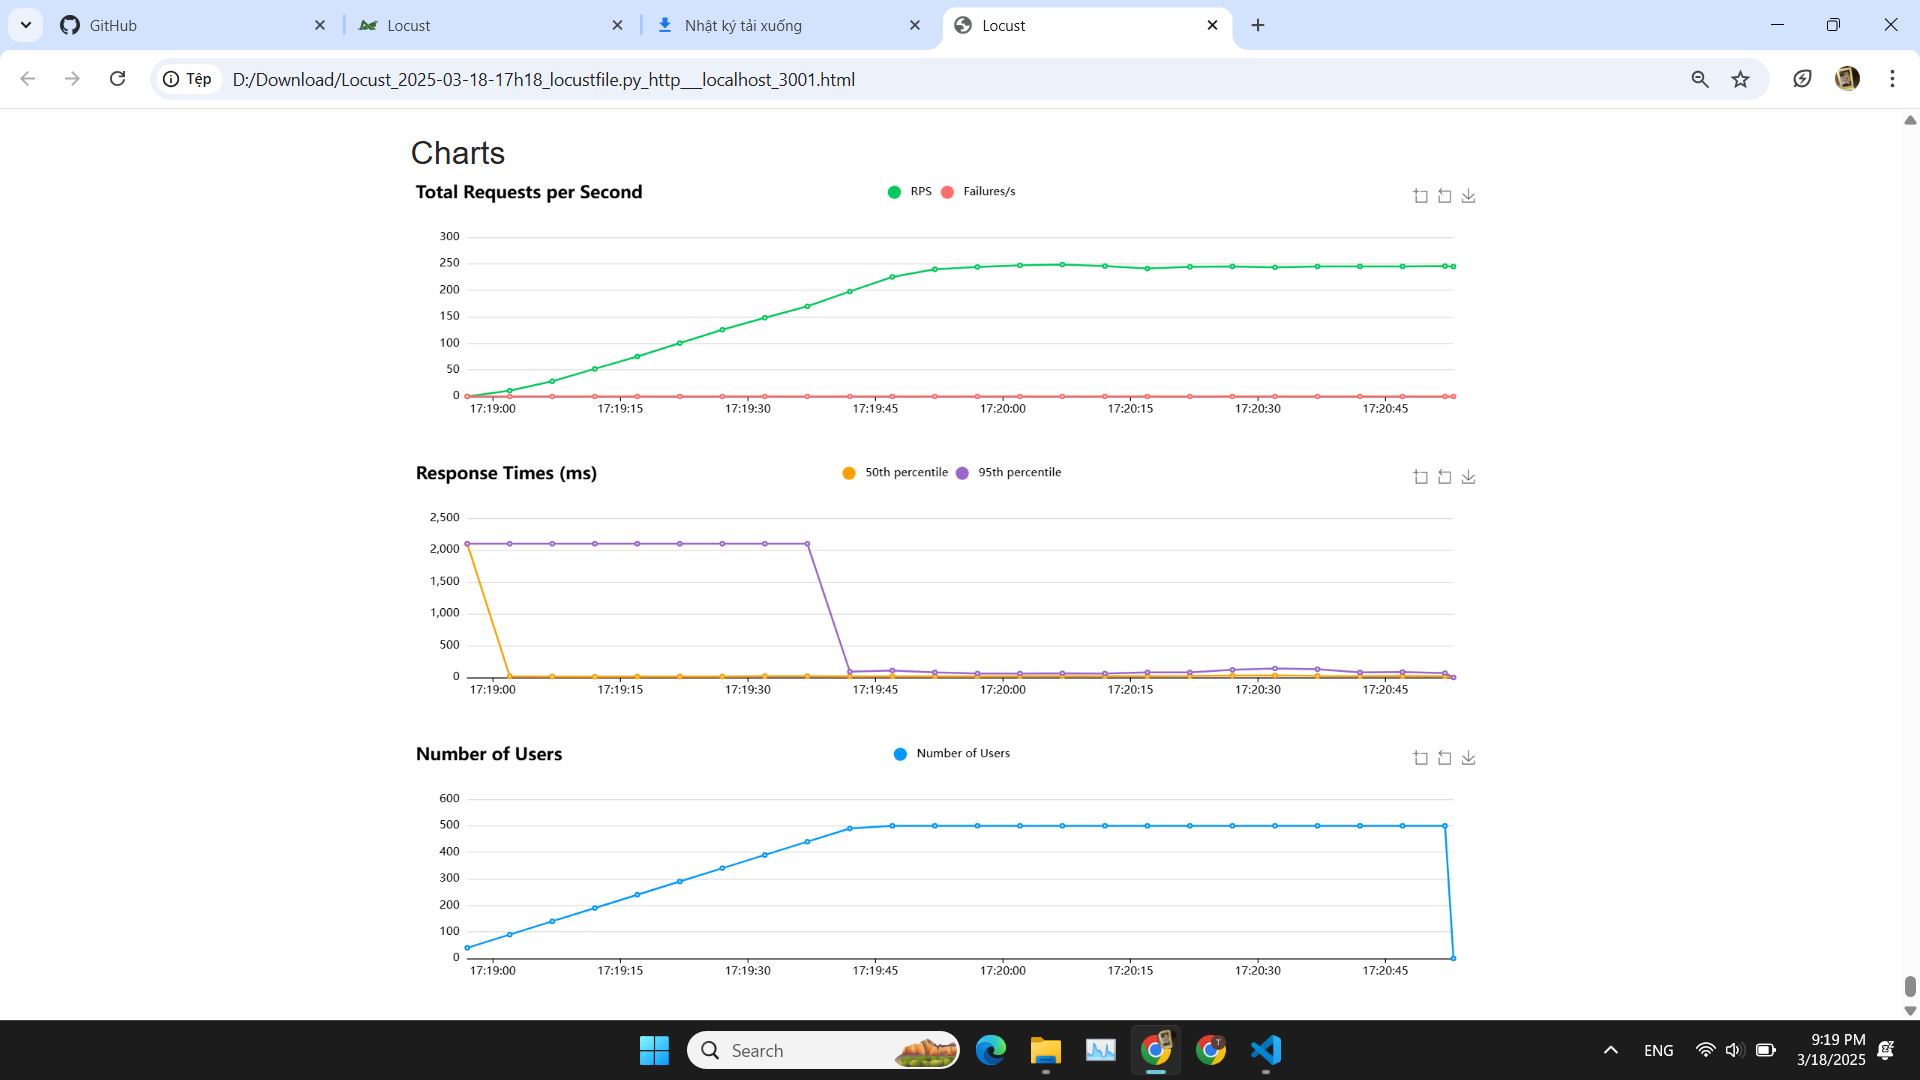 GitHub
Locust
Nhật ký tải xuống
Locust
Tệp
D:/Download/Locust_2025-03-18-17h18_locustfile.py_http___localhost_3001.html
Charts
Total Requests per Second
RPS Failures/s
300
250
200
150
100
50
0
17:19:00 17:19:15 17:19:30 17:19:45 17:20:00 17:20:15 17:20:30 17:20:45
Response Times (ms)
50th percentile 95th percentile
2,500
2,000
1,500
1,000
500
0
17:19:00 17:19:15 17:19:30 17:19:45 17:20:00 17:20:15 17:20:30 17:20:45
Number of Users
Number of Users
600
500
400
300
200
100
0
17:19:00 17:19:15 17:19:30 17:19:45 17:20:00 17:20:15 17:20:30 17:20:45
Search
T
ENG
9:19 PM
3/18/2025